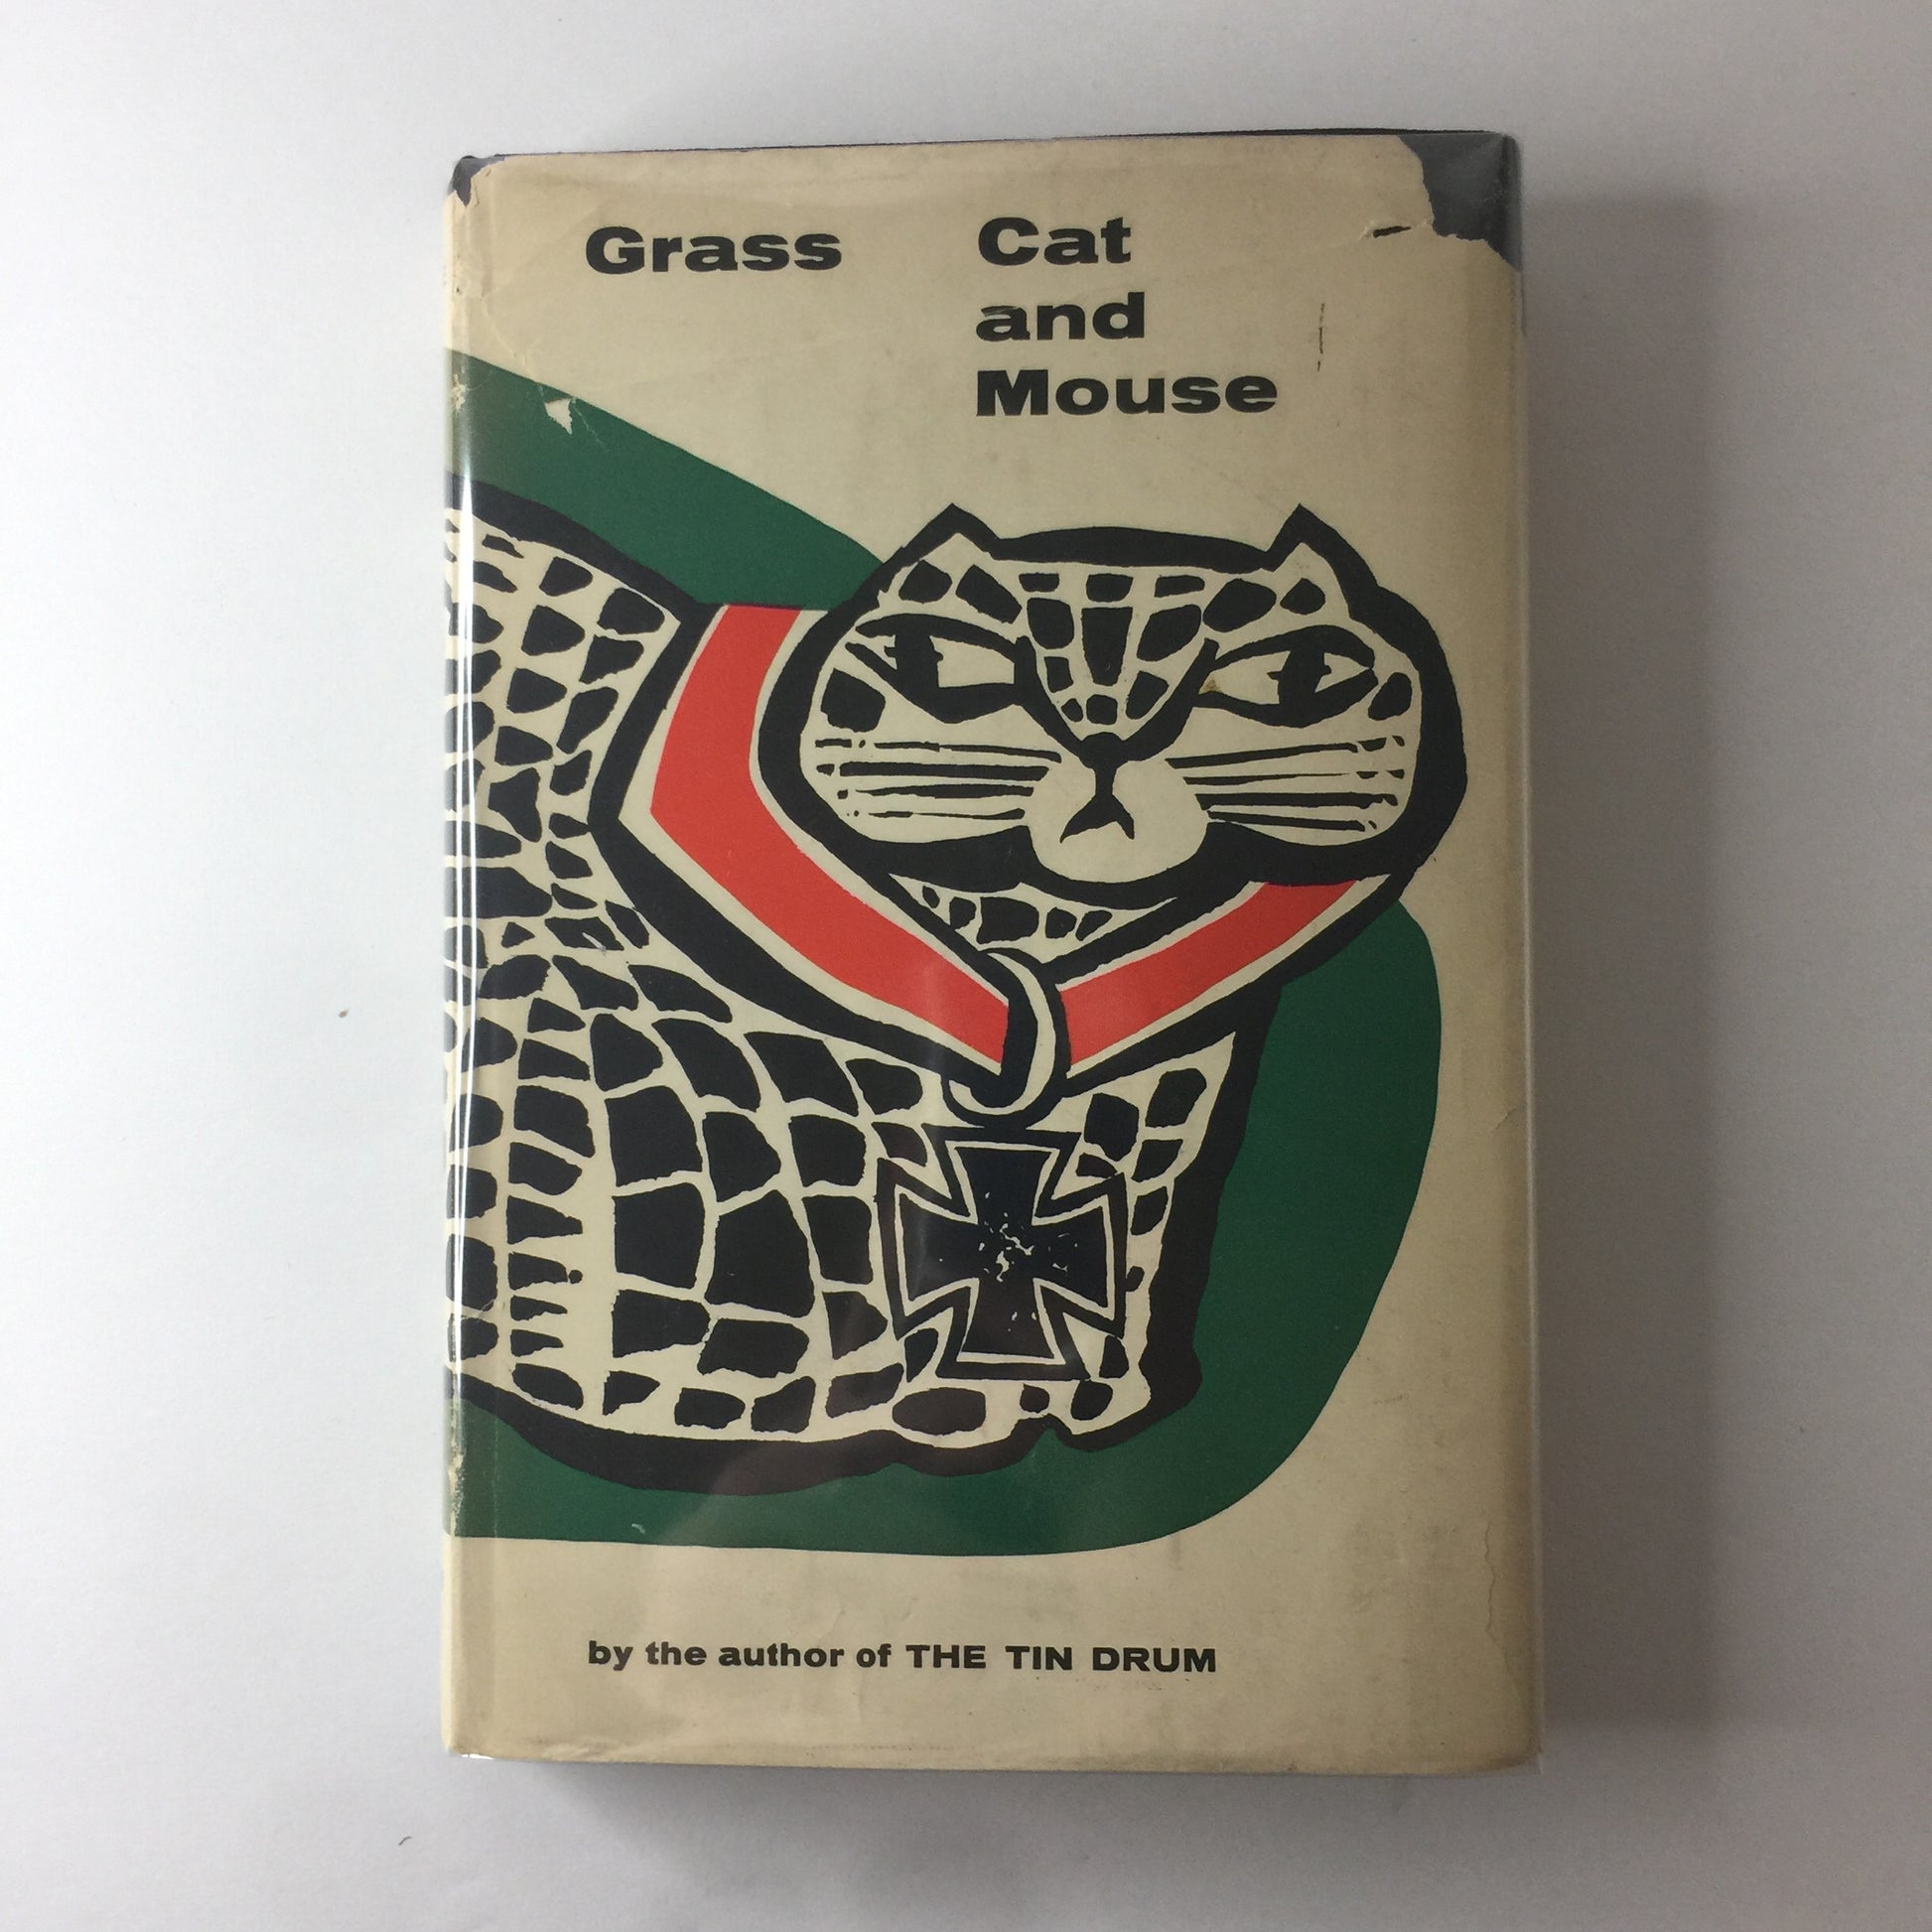 Grass
Cat
and
Mouse
by the author of THE TIN DRUM